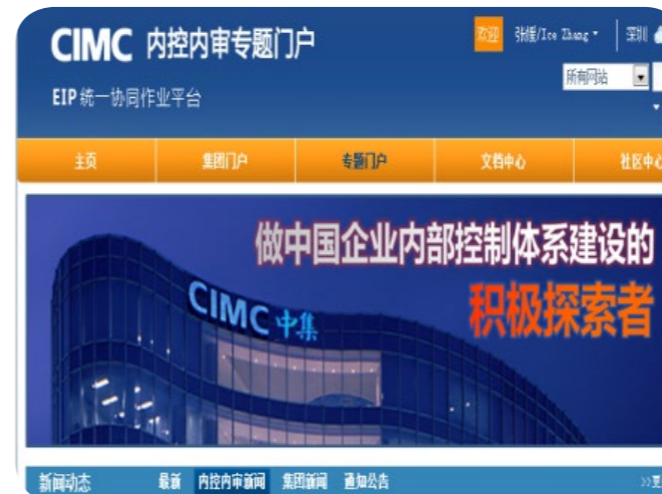 CIMC 内控内审专题门户
欢迎 张媛/Ice Zhang 深圳
EIP 统一协同作业平台
所有网站
主页 集团门户 专题门户 文档中心 社区中心
做中国企业内部控制体系建设的
积极探索者
CIMC 中集
新闻动态 最新 内控内审新闻 集团新闻 通知公告